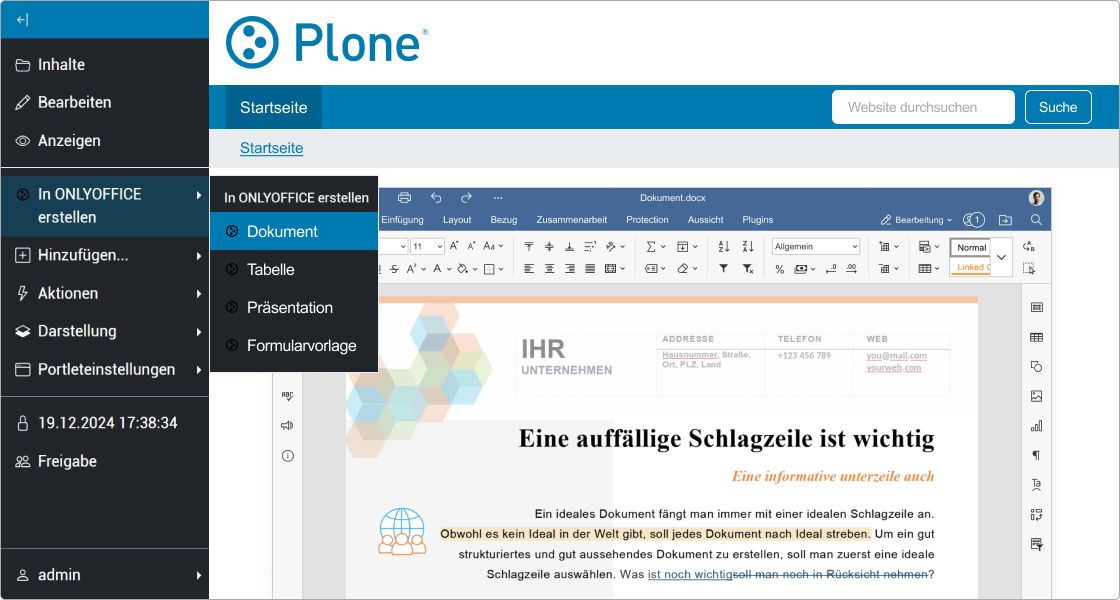 Inhalte
Bearbeiten
Anzeigen
In ONLYOFFICE
erstellen
Hinzufügen...
Aktionen
Darstellung
Portleteinstellungen
19.12.2024 17:38:34
Freigabe
admin
Plone®
Startseite
Website durchsuchen
Suche
Startseite
In ONLYOFFICE erstellen
Dokument
Tabelle
Präsentation
Formularvorlage
Dokument.docx
Einfügung Layout Bezug Zusammenarbeit Protection Aussicht Plugins
Bearbeitung
1
11
Allgemein
Normal
Linked
IHR
UNTERNEHMEN
ADDRESSE
Hausnummer, Straße,
Ort, PLZ, Land
TELEFON
+123 456 789
WEB
you@mail.com
yourweb.com
Eine auffällige Schlagzeile ist wichtig
Eine informative unterzeile auch
Ein ideales Dokument fängt man immer mit einer idealen Schlagzeile an.
Obwohl es kein Ideal in der Welt gibt, soll jedes Dokument nach Ideal streben. Um ein gut
strukturiertes und gut aussehendes Dokument zu erstellen, soll man zuerst eine ideale
Schlagzeile auswählen. Was ist noch wichtigsoll man noch in Rücksicht nehmen?